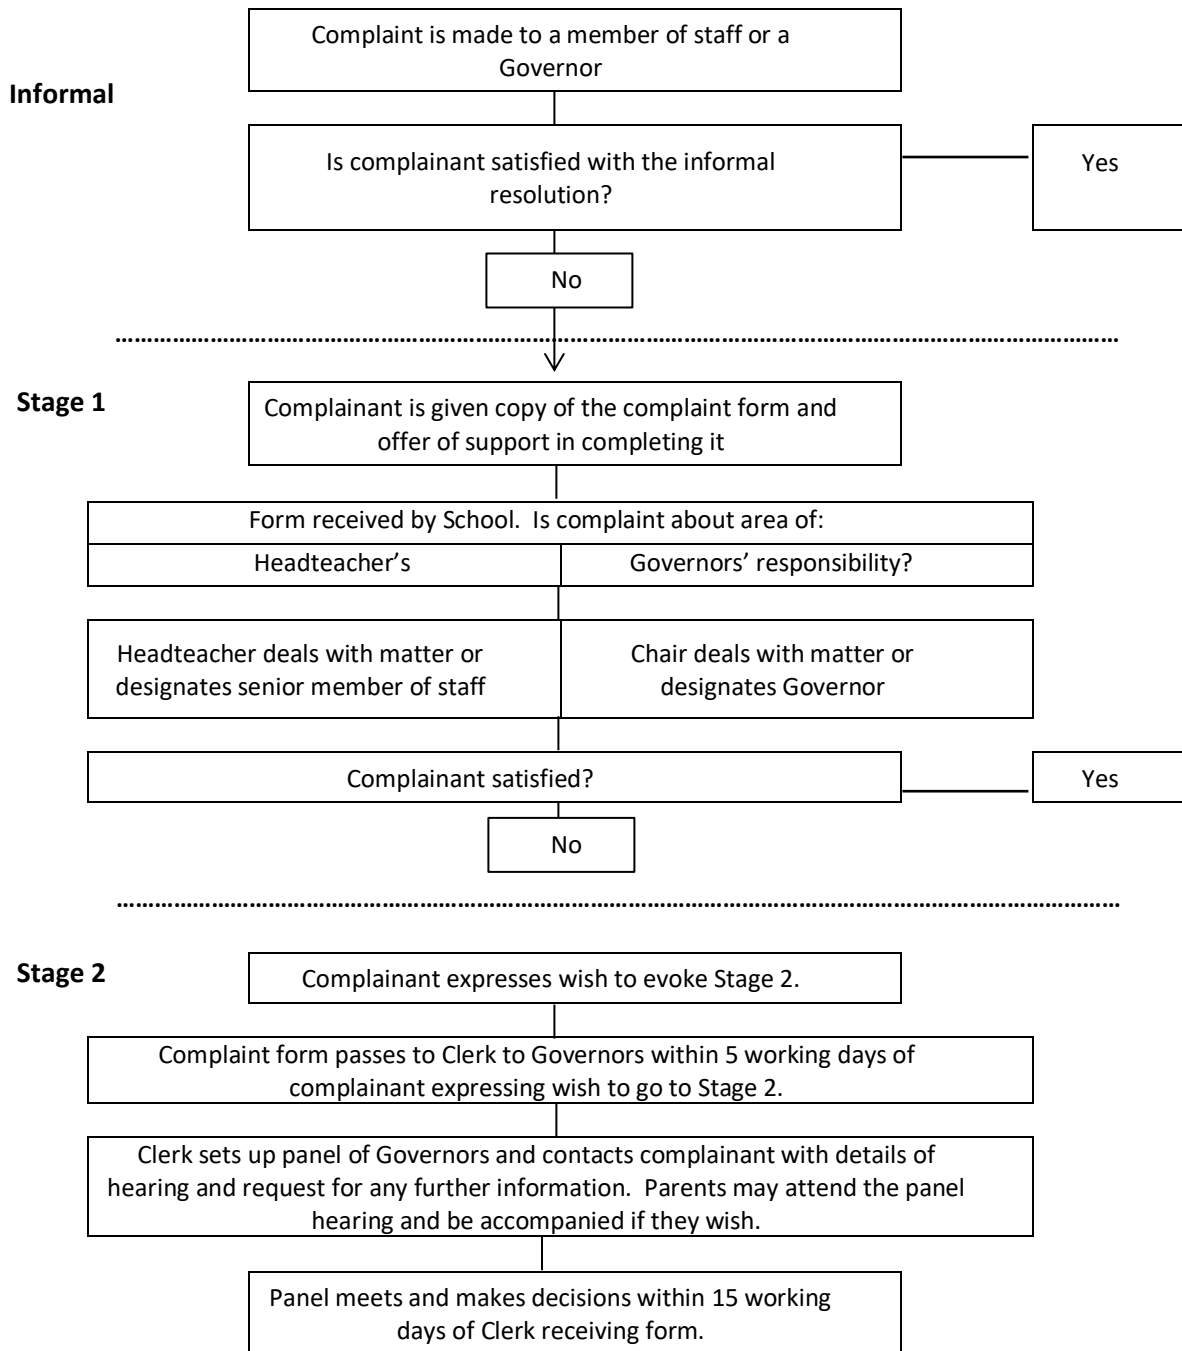 Complaint is made to a member of staff or a
Governor
Informal
Is complainant satisfied with the informal
resolution?
Yes
No
Stage 1
Complainant is given copy of the complaint form and
offer of support in completing it
Form received by School.  Is complaint about area of:
Headteacher’s
Governors’ responsibility?
Headteacher deals with matter or
designates senior member of staff
Chair deals with matter or
designates Governor
Complainant satisfied?
Yes
No
Stage 2
Complainant expresses wish to evoke Stage 2.
Complaint form passes to Clerk to Governors within 5 working days of
complainant expressing wish to go to Stage 2.
Clerk sets up panel of Governors and contacts complainant with details of
hearing and request for any further information.  Parents may attend the panel
hearing and be accompanied if they wish.
Panel meets and makes decisions within 15 working
days of Clerk receiving form.